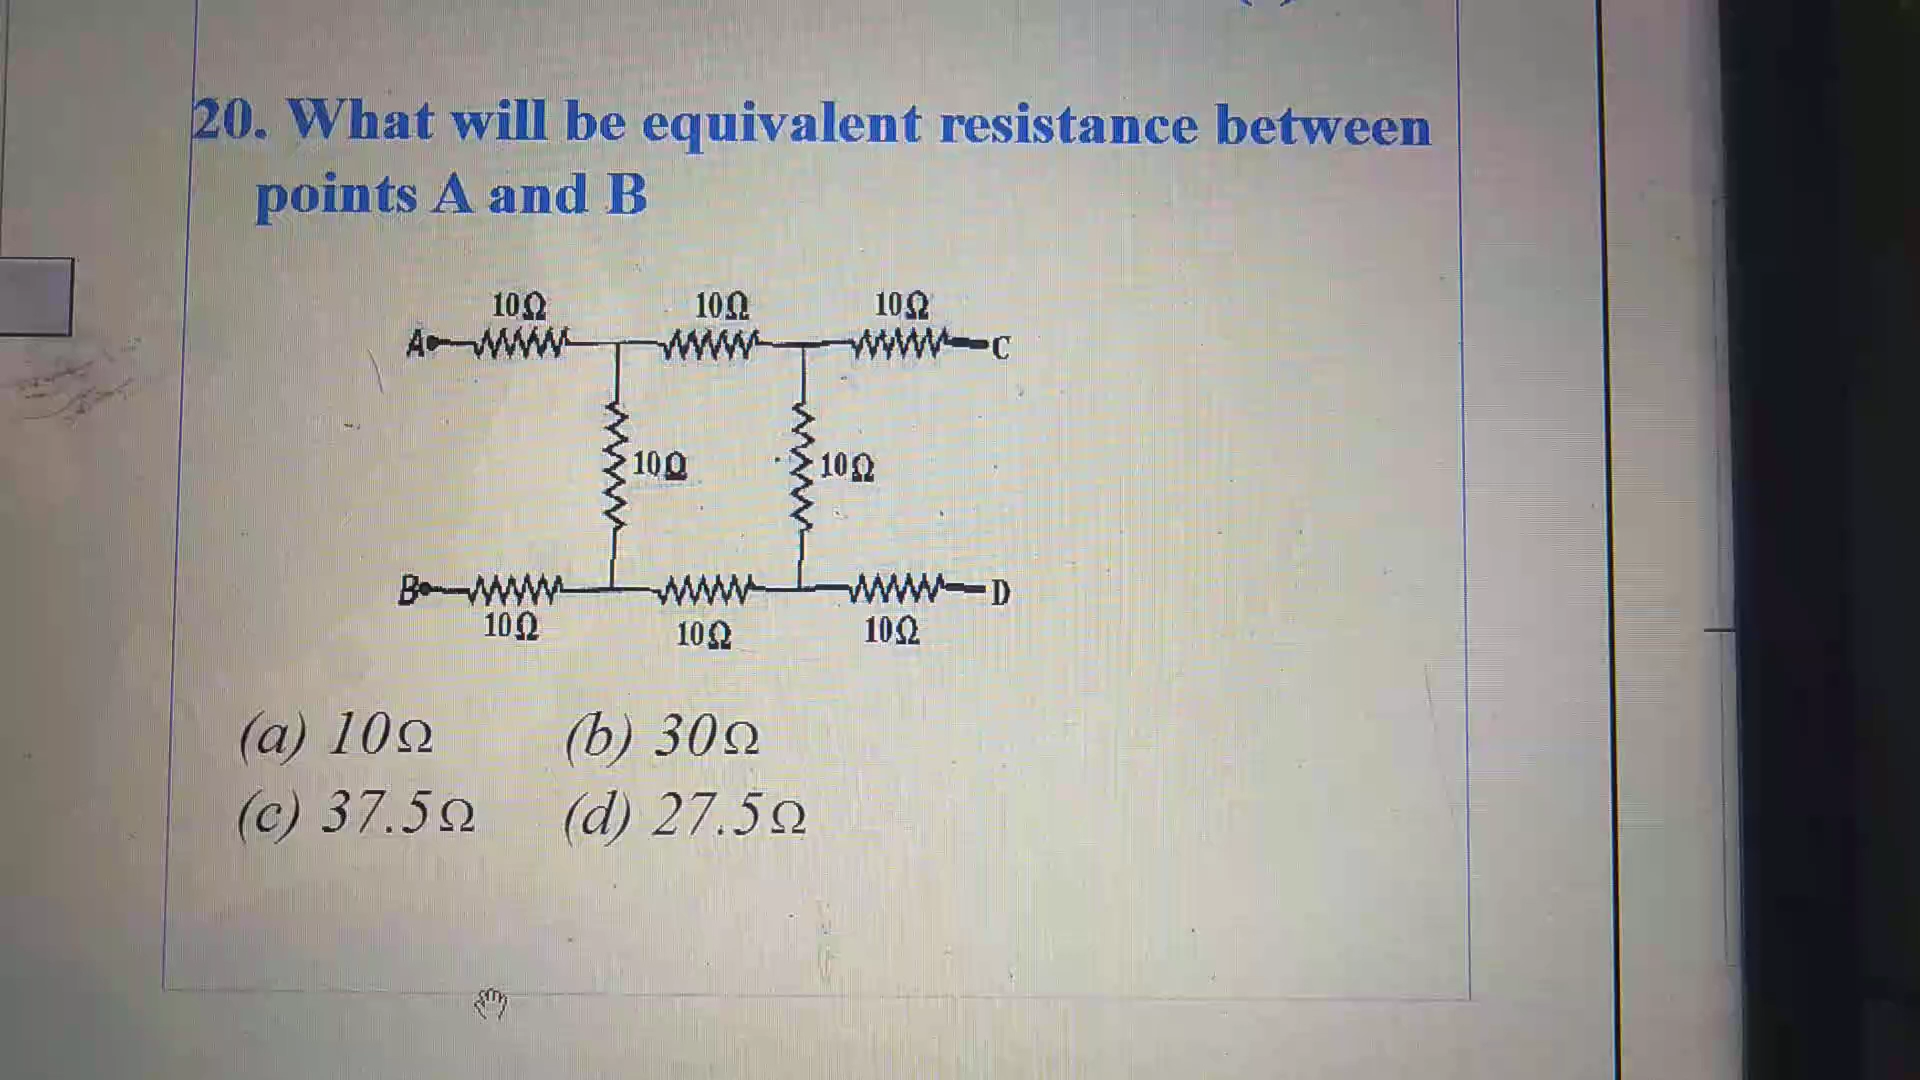 20. What will be equivalent resistance between
points A and B
10Ω 10Ω 10Ω
A C
10Ω 10Ω
B D
10Ω 10Ω 10Ω
(a) 10Ω (b) 30Ω
(c) 37.5Ω (d) 27.5Ω